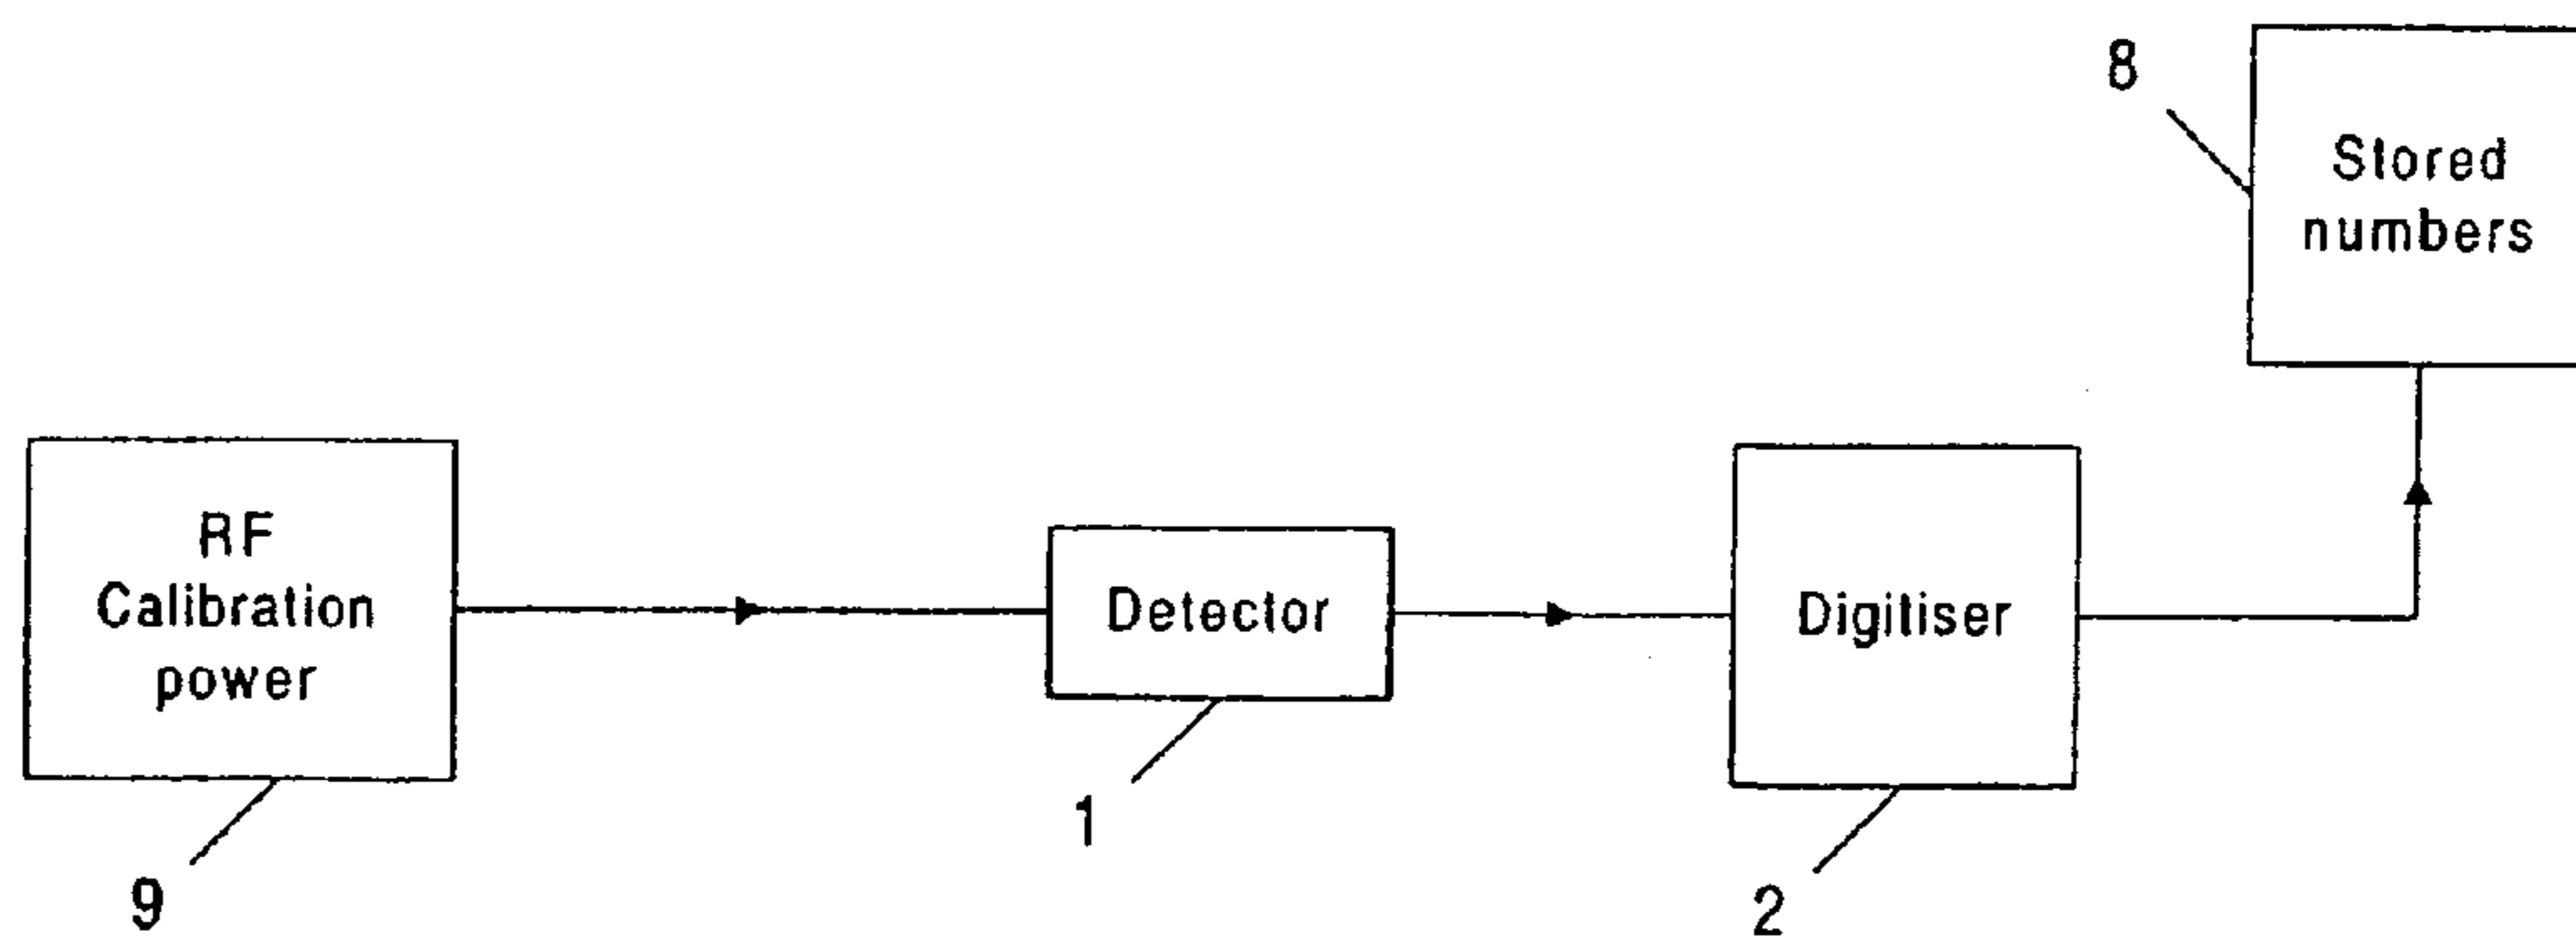 8
Stored
numbers
RF
Calibration
power
Detector
Digitiser
1
9
2